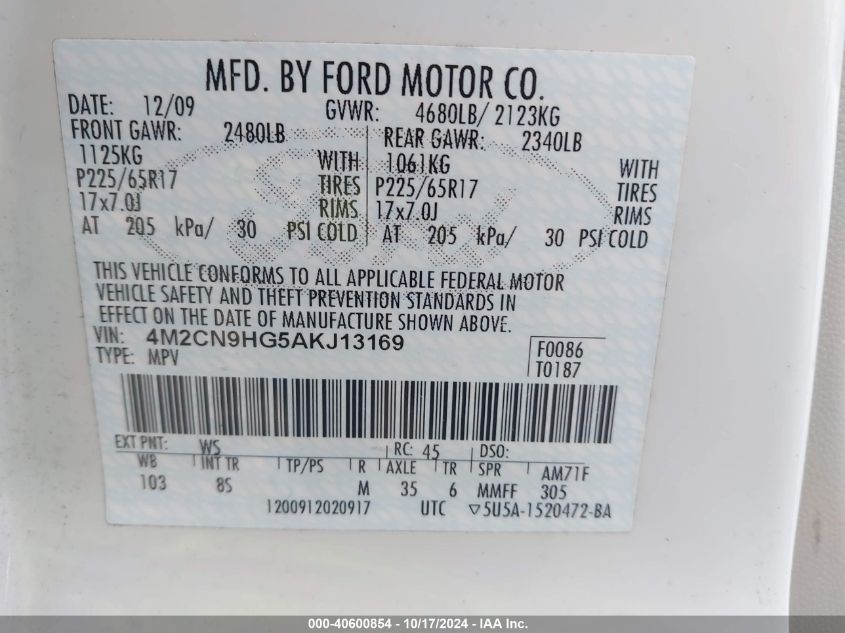 MFD. BY FORD MOTOR CO.
DATE: 12/09 GVWR: 4680LB/ 2123KG
FRONT GAWR: 2480LB REAR GAWR: 2340LB
1125KG WITH 1061KG WITH
P225/65R17 TIRES P225/65R17 TIRES
17x7.0J RIMS 17x7.0J RIMS
AT 205 kPa/ 30 PSI COLD AT 205 kPa/ 30 PSI COLD
THIS VEHICLE CONFORMS TO ALL APPLICABLE FEDERAL MOTOR
VEHICLE SAFETY AND THEFT PREVENTION STANDARDS IN
EFFECT ON THE DATE OF MANUFACTURE SHOWN ABOVE.
VIN: 4M2CN9HG5AKJ13169 F0086
TYPE: MPV T0187
EXT PNT: WS RC: 45 DSO:
WB INT TR TP/PS R AXLE TR SPR AM71F
103 8S M 35 6 MMFF 305
1200912020917 UTC ▽5U5A-1520472-BA
000-40600854 - 10/17/2024 - IAA Inc.